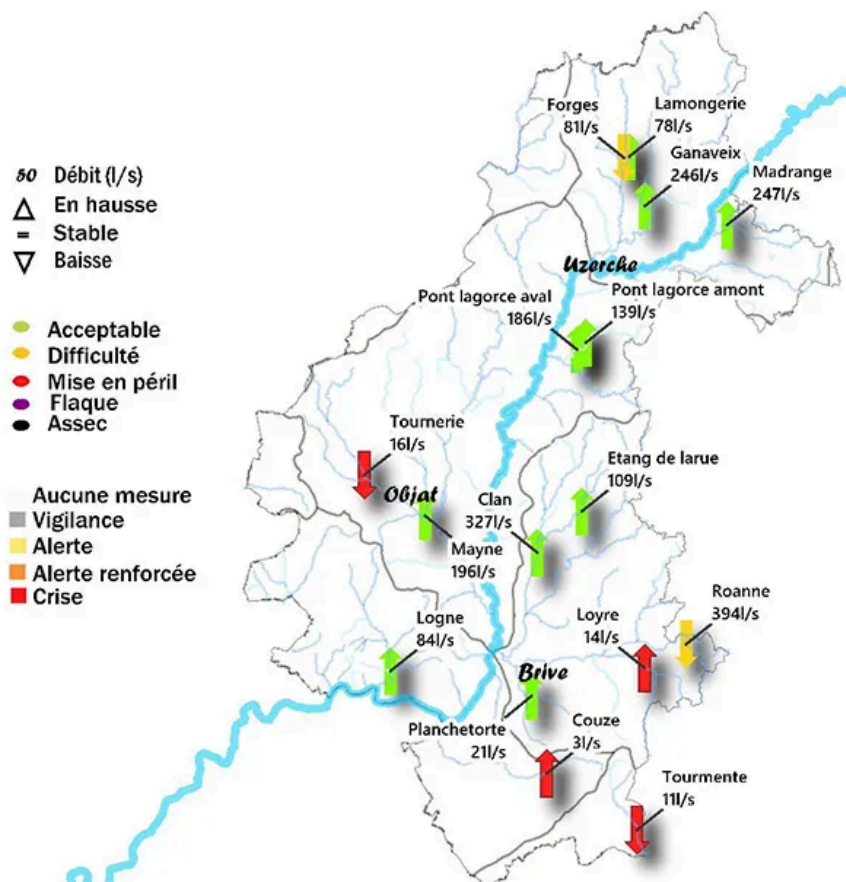 50 Débit (l/s)
En hausse
= Stable
Baisse
Acceptable
Difficulté
Mise en péril
Flaque
Assec
Aucune mesure
Vigilance
Alerte
Alerte renforcée
Crise
Forges
81l/s
Lamongerie
78l/s
Ganaveix
246l/s
Madrange
247l/s
Uzerche
Pont lagorce aval
186l/s
Pont lagorce amont
139l/s
Tournerie
16l/s
Objat
Mayne
196l/s
Clan
327l/s
Etang de larue
109l/s
Logne
84l/s
Loyre
14l/s
Roanne
394l/s
Brive
Planchetorte
21l/s
Couze
3l/s
Tourmente
11l/s